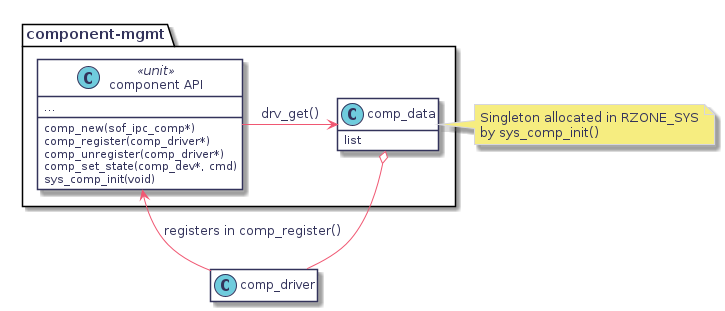 component-mgmt
C «unit»
component API
...
comp_new(sof_ipc_comp*)
comp_register(comp_driver*)
comp_unregister(comp_driver*)
comp_set_state(comp_dev*, cmd)
sys_comp_init(void)
drv_get()
C comp_data
list
Singleton allocated in RZONE_SYS
by sys_comp_init()
registers in comp_register()
C comp_driver